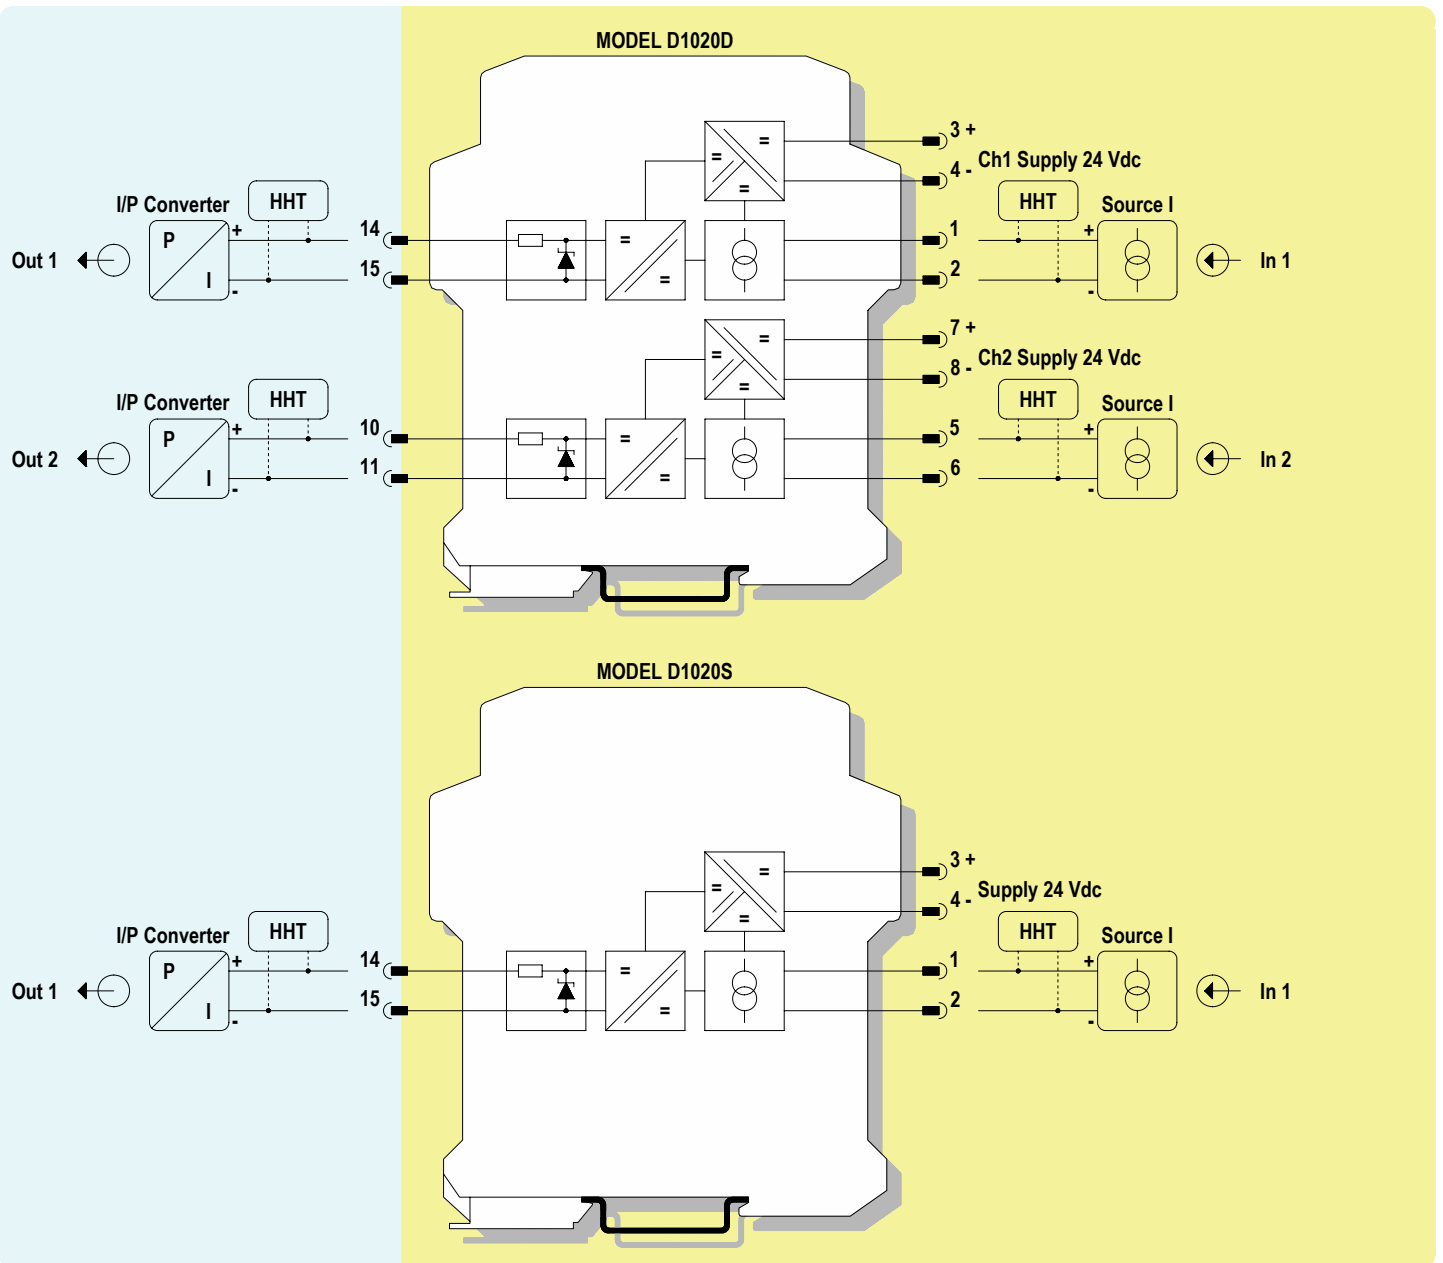 MODEL D1020D
3 +
Ch1 Supply 24 Vdc
4 -
I/P Converter
HHT
HHT
Source I
14
1
+
+
P
Out 1
In 1
15
2
I
-
-
=
=
=
=
=
7 +
Ch2 Supply 24 Vdc
8 -
I/P Converter
HHT
HHT
Source I
10
5
+
+
P
Out 2
In 2
11
6
I
-
-
=
=
=
=
=
MODEL D1020S
3 +
Supply 24 Vdc
4 -
I/P Converter
HHT
HHT
Source I
14
1
+
+
P
Out 1
In 1
15
2
I
-
-
=
=
=
=
=